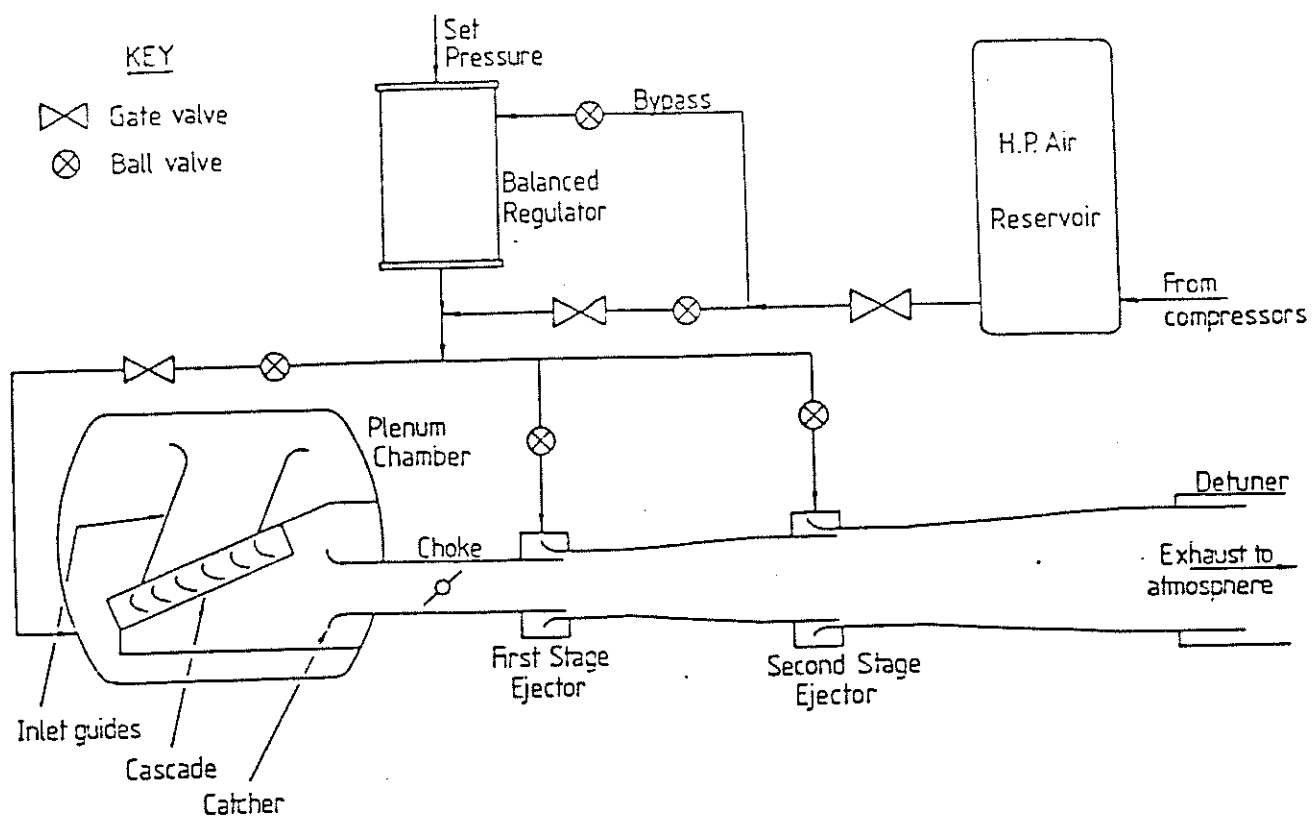 KEY
Gate valve
Ball valve
Set
Pressure
Bypass
Balanced
Regulator
H.P. Air
Reservoir
From
compressors
Plenum
Chamber
Choke
Detuner
Exhaust to
atmosphere
First Stage
Ejector
Second Stage
Ejector
Inlet guides
Cascade
Catcher